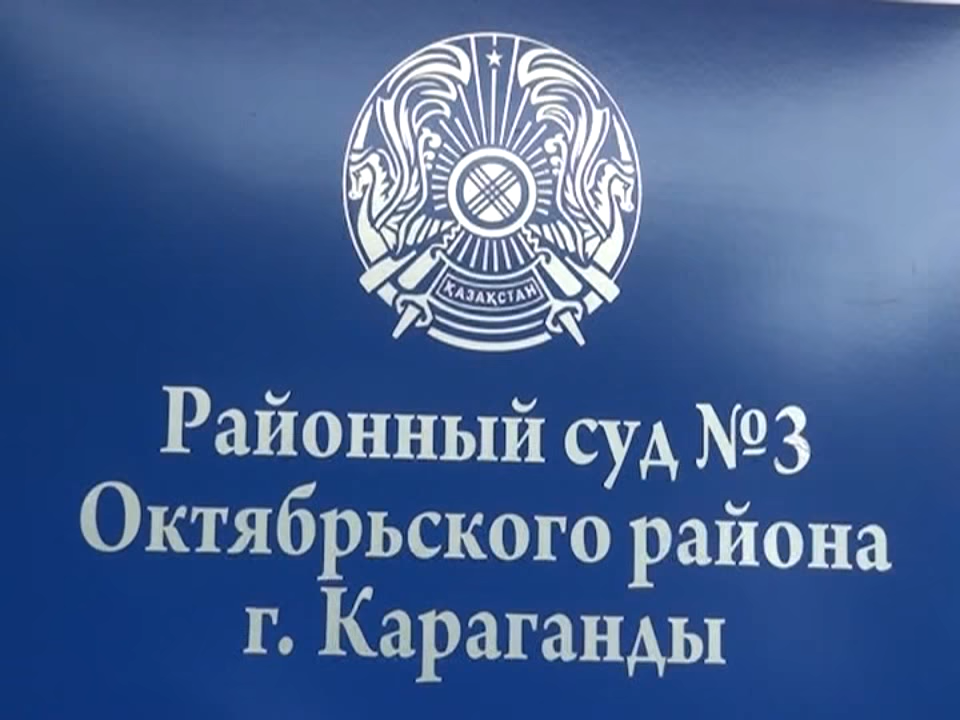 ҚАЗАҚСТАН
Районный суд №3
Октябрьского района
г. Караганды